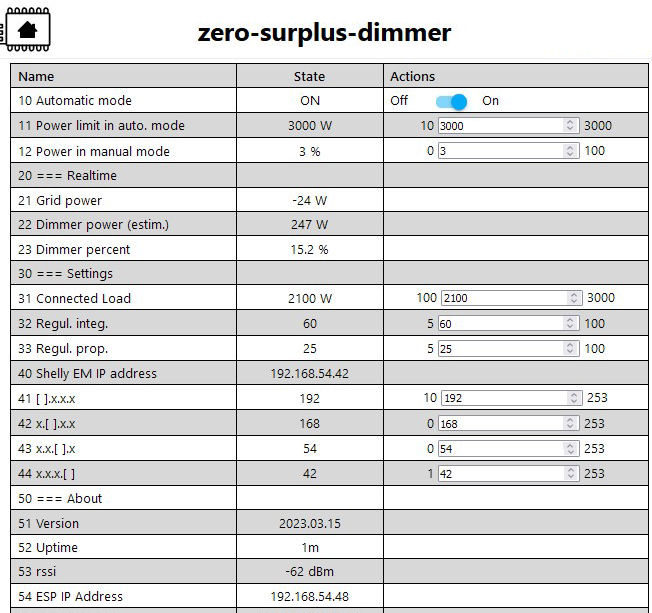 zero-surplus-dimmer
Name State Actions
10 Automatic mode ON Off On
11 Power limit in auto. mode 3000 W 10 3000 3000
12 Power in manual mode 3 % 0 3 100
20 === Realtime
21 Grid power -24 W
22 Dimmer power (estim.) 247 W
23 Dimmer percent 15.2 %
30 === Settings
31 Connected Load 2100 W 100 2100 3000
32 Regul. integ. 60 5 60 100
33 Regul. prop. 25 5 25 100
40 Shelly EM IP address 192.168.54.42
41 [ ].x.x.x 192 10 192 253
42 x.[ ].x.x 168 0 168 253
43 x.x.[ ].x 54 0 54 253
44 x.x.x.[ ] 42 1 42 253
50 === About
51 Version 2023.03.15
52 Uptime 1m
53 rssi -62 dBm
54 ESP IP Address 192.168.54.48